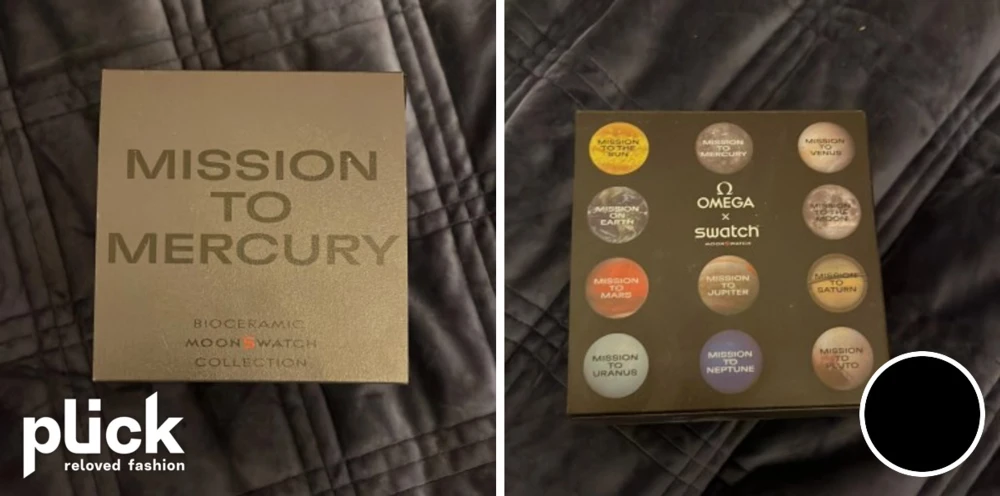 MISSION
TO
MERCURY
BIOCERAMIC
MOONSWATCH
COLLECTION
plick
reloved fashion
MISSION
TO THE
SUN
MISSION
TO
MERCURY
MISSION
TO
VENUS
MISSION
ON
EARTH
Ω
OMEGA
x
swatch
MOONSWATCH
MISSION
TO THE
MOON
MISSION
TO
MARS
MISSION
TO
JUPITER
MISSION
TO
SATURN
MISSION
TO
URANUS
MISSION
TO
NEPTUNE
MISSION
TO
PLUTO